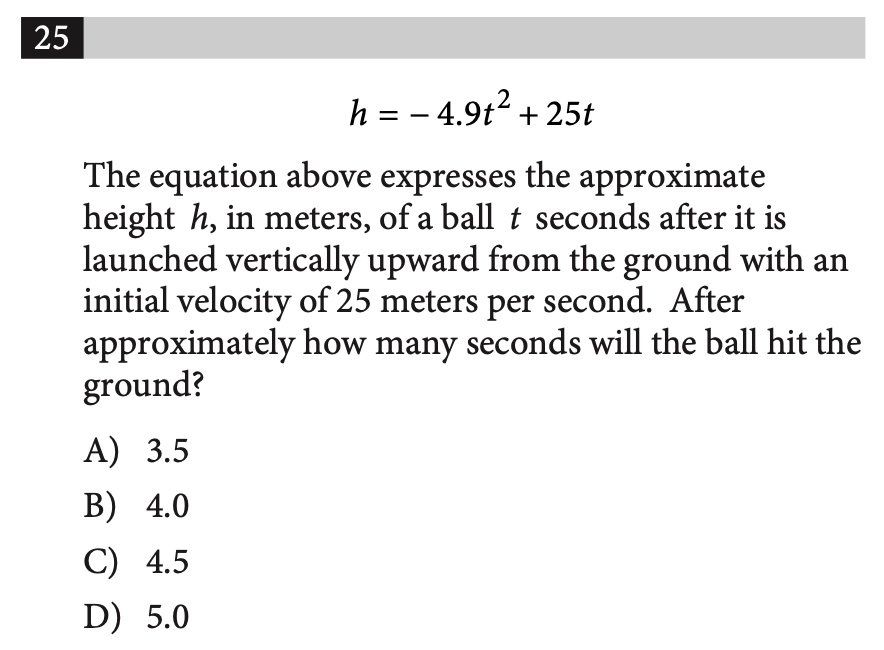 25
h = − 4.9t² + 25t
The equation above expresses the approximate
height h, in meters, of a ball t seconds after it is
launched vertically upward from the ground with an
initial velocity of 25 meters per second. After
approximately how many seconds will the ball hit the
ground?
A) 3.5
B) 4.0
C) 4.5
D) 5.0